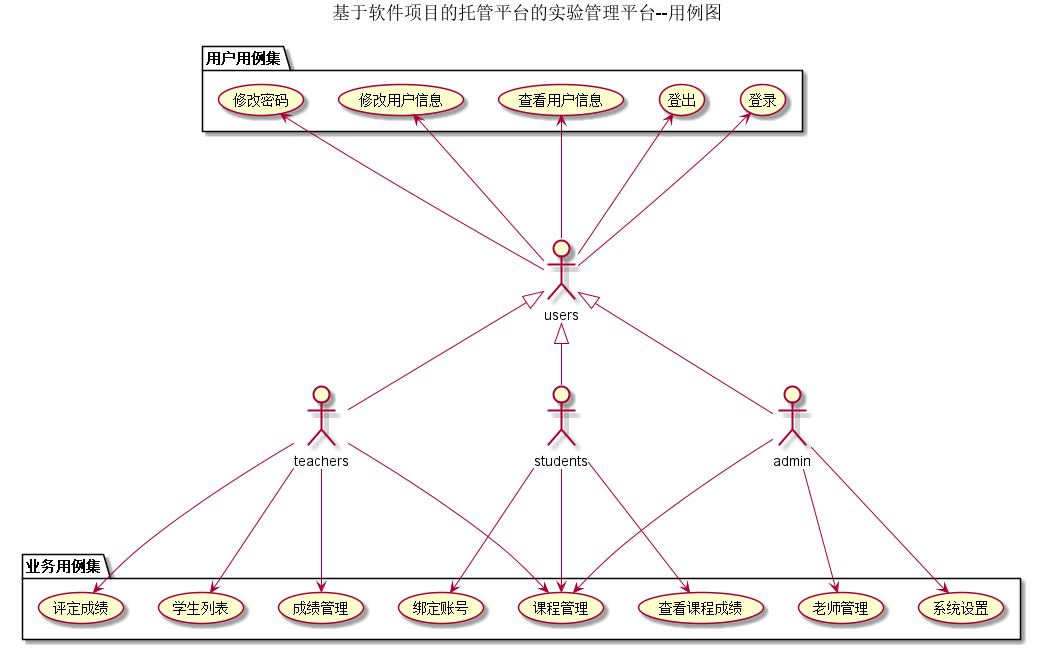 基于软件项目的托管平台的实验管理平台--用例图
用户用例集
修改密码
修改用户信息
查看用户信息
登出
登录
users
teachers
students
admin
业务用例集
评定成绩
学生列表
成绩管理
绑定账号
课程管理
查看课程成绩
老师管理
系统设置